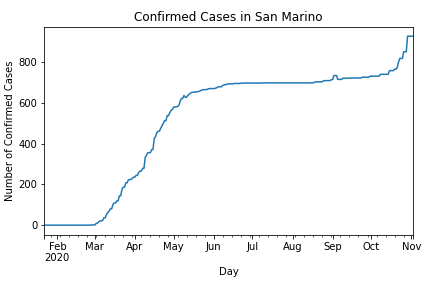 Confirmed Cases in San Marino
Number of Confirmed Cases
800
600
400
200
0
Feb Mar Apr May Jun Jul Aug Sep Oct Nov
2020
Day